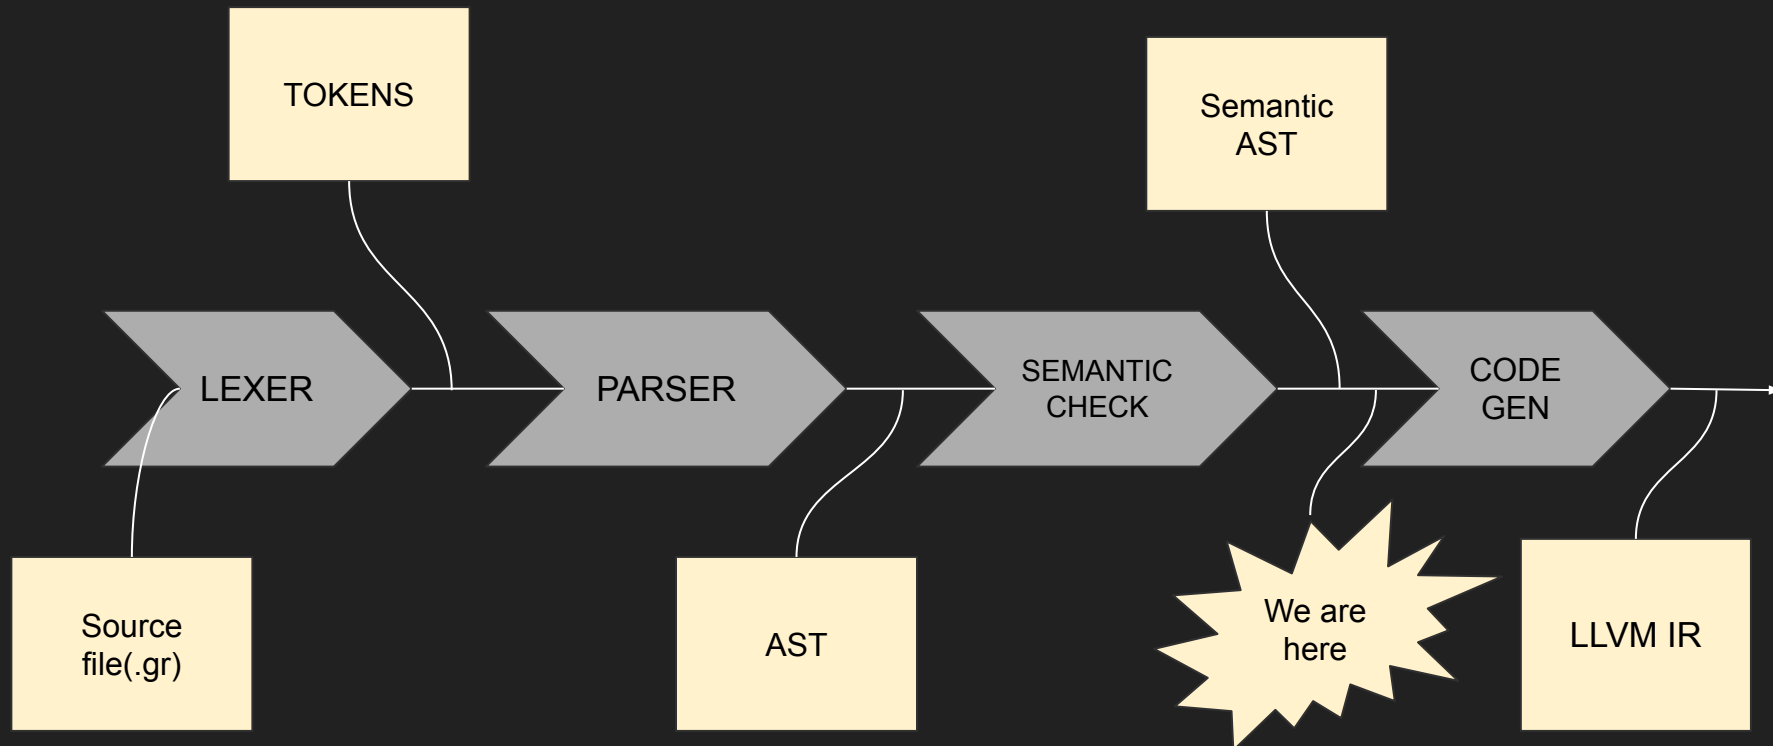 TOKENS
Semantic
AST
LEXER
PARSER
SEMANTIC
CHECK
CODE
GEN
Source
file(.gr)
AST
We are
here
LLVM IR